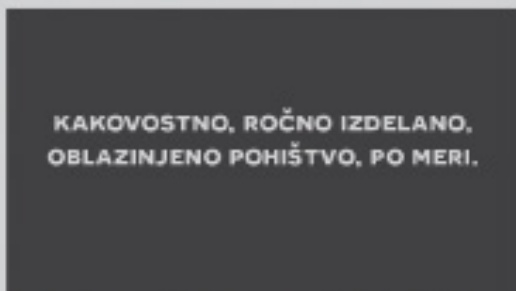 KAKOVOSTNO, ROČNO IZDELANO,
OBLAZINJENO POHIŠTVO, PO MERI.